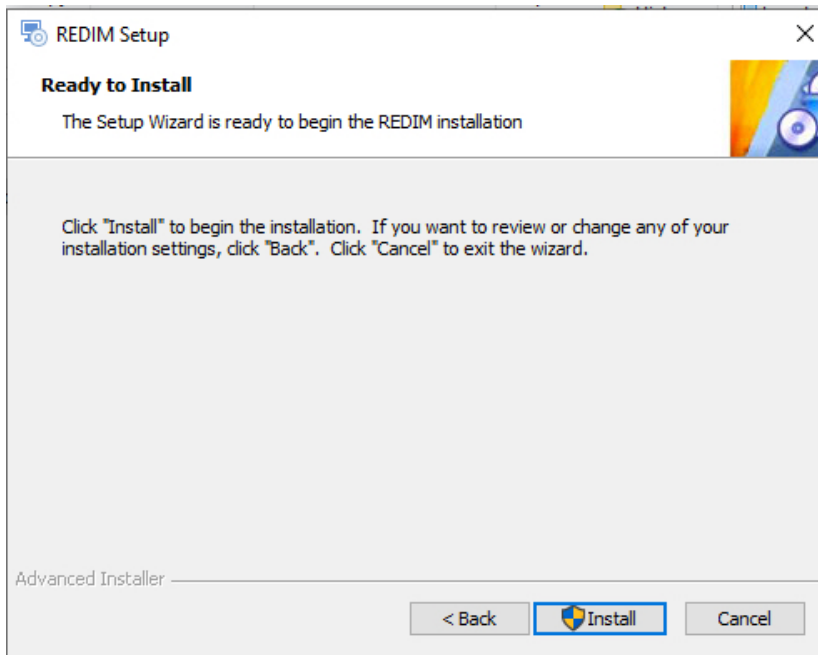 REDIM Setup
Ready to Install
The Setup Wizard is ready to begin the REDIM installation
Click "Install" to begin the installation. If you want to review or change any of your
installation settings, click "Back". Click "Cancel" to exit the wizard.
Advanced Installer
< Back Install Cancel